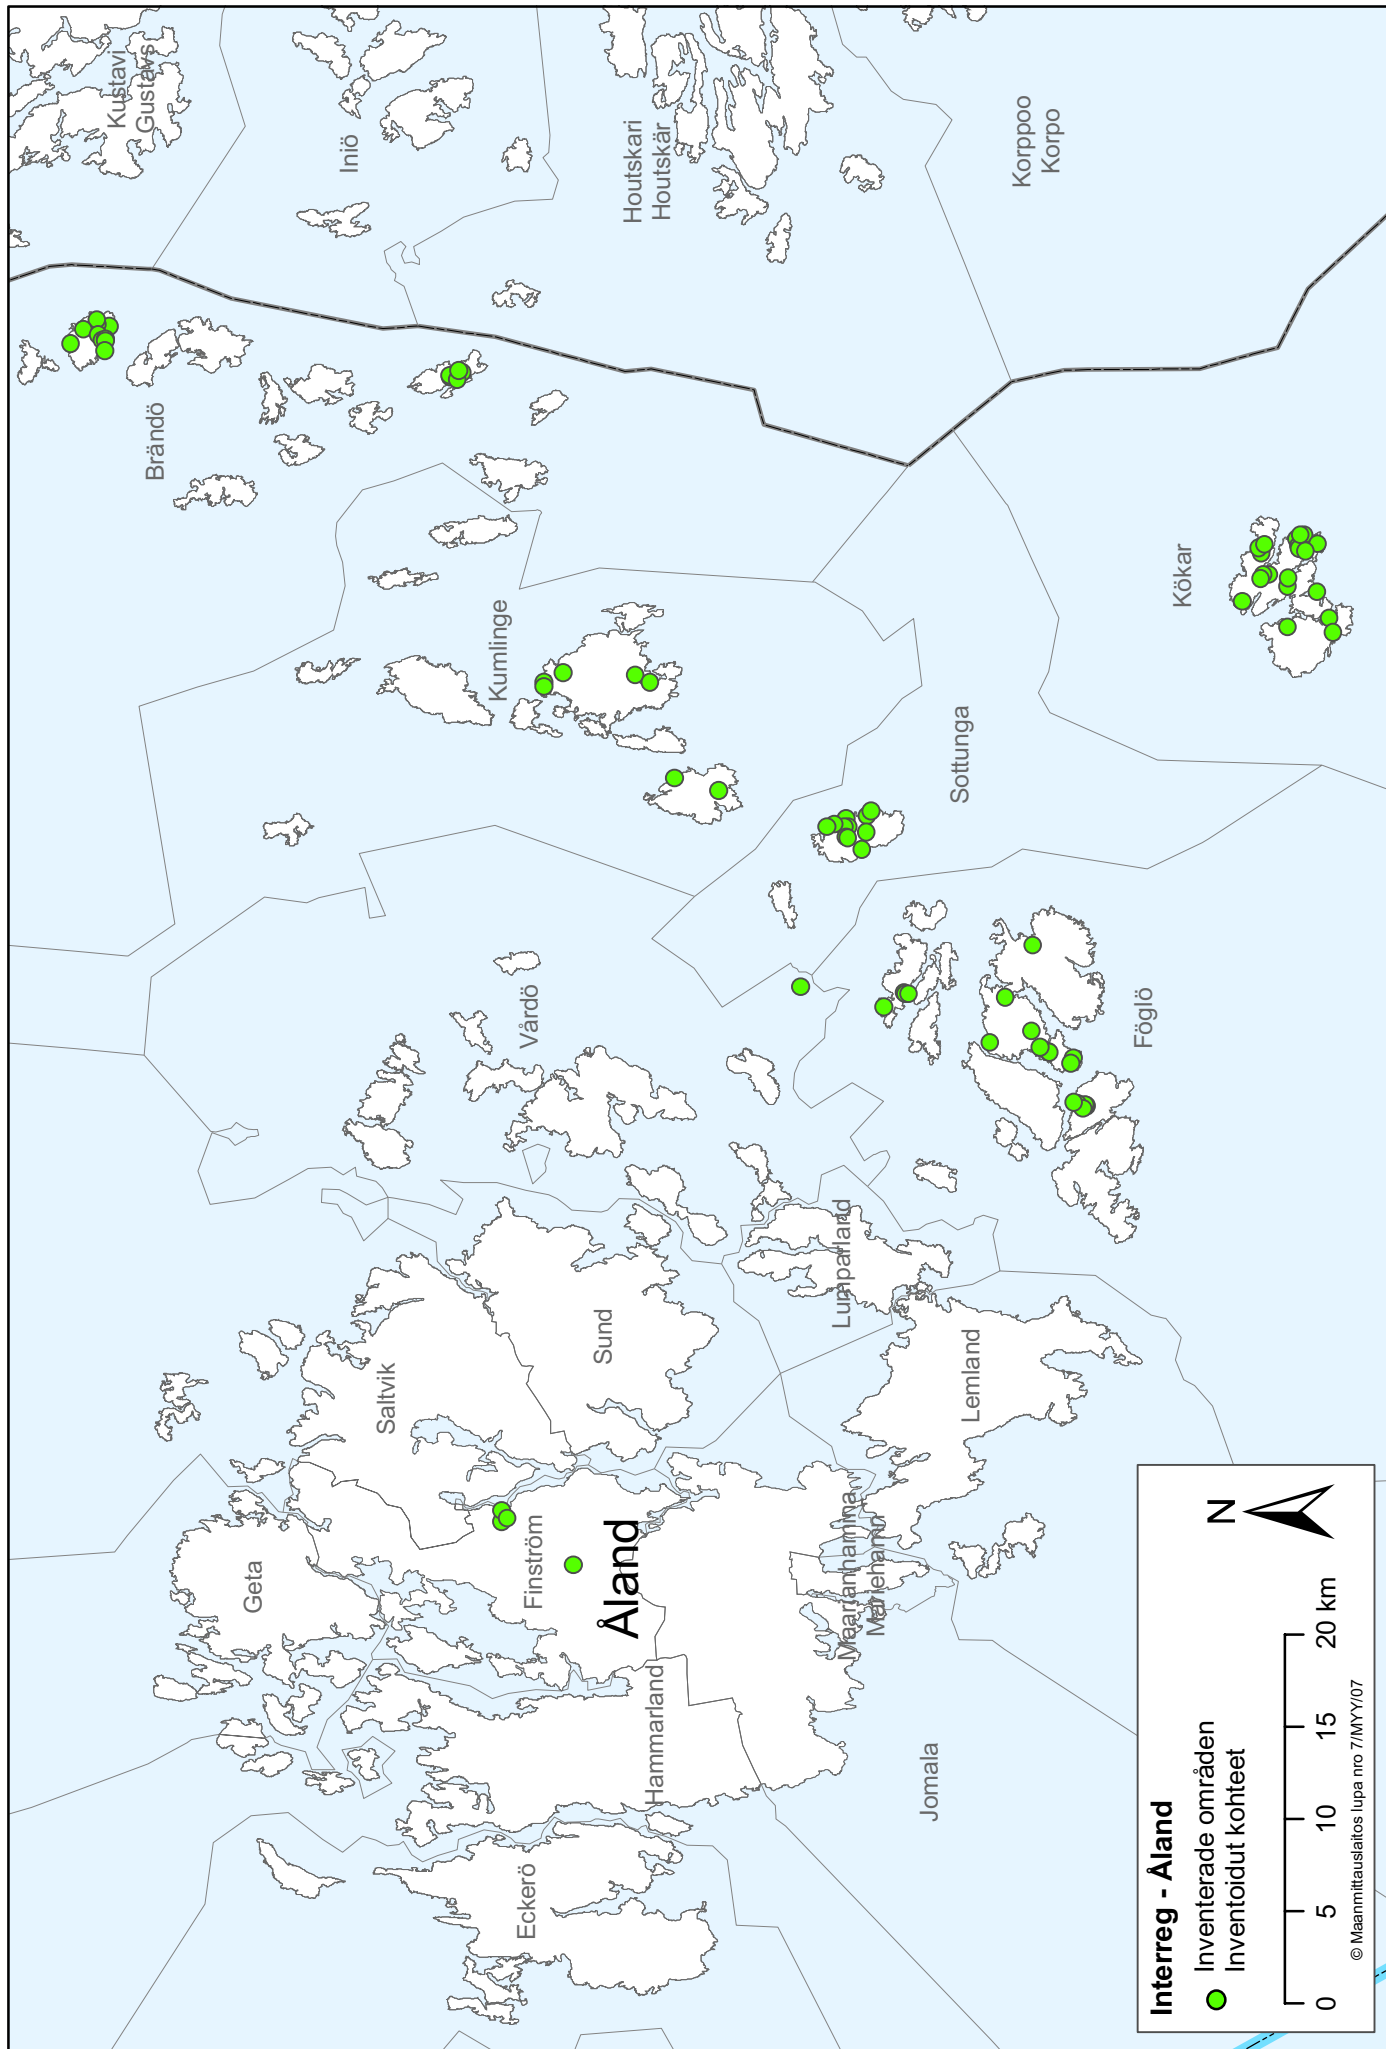 Kustavi
Gustavs
Iniö
Houtskari
Houtskär
Korppoo
Korpo
Brändö
Kumlinge
Kökar
Sottunga
Vårdö
Föglö
Saltvik
Sund
Lumparland
Lemland
Geta
Finström
Åland
Maarianhamina
Mariehamn
Hammarland
Jomala
Eckerö
Interreg - Åland
Inventerade områden
Inventoidut kohteet
N
0 5 10 15 20 km
© Maanmittauslaitos lupa nro 7/MYY/07